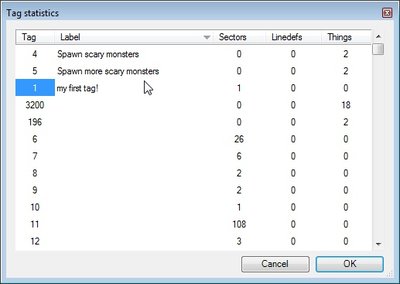 Tag statistics
Tag Label Sectors Linedefs Things
4 Spawn scary monsters 0 0 2
5 Spawn more scary monsters 0 0 2
1 my first tag! 1 0 0
3200 0 0 18
196 0 0 2
6 26 0 0
7 6 0 0
8 2 0 0
9 2 0 0
10 1 0 0
11 108 0 0
12 3 0 0
Cancel OK